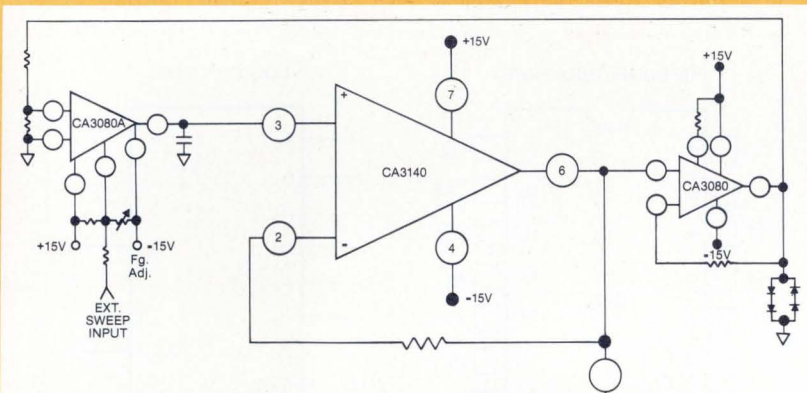 +15V
+15V
+
3
7
CA3080A
CA3140
6
CA3080
2
-
4
+15V
-15V
Fg.
Adj.
-15V
-15V
EXT.
SWEEP
INPUT